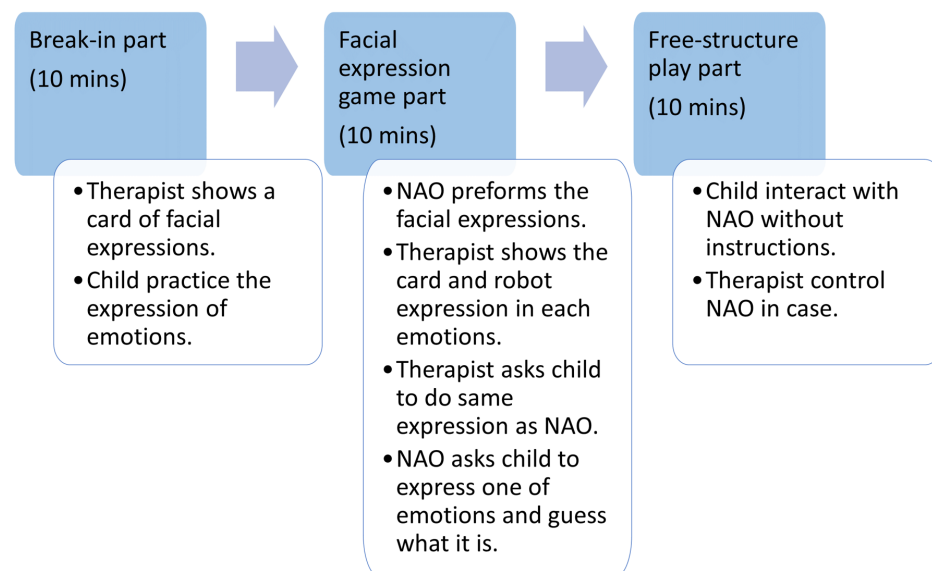 Break-in part
(10 mins)
•Therapist shows a
card of facial
expressions.
•Child practice the
expression of
emotions.
Facial
expression
game part
(10 mins)
•NAO preforms the
facial expressions.
•Therapist shows the
card and robot
expression in each
emotions.
•Therapist asks child
to do same
expression as NAO.
•NAO asks child to
express one of
emotions and guess
what it is.
Free-structure
play part
(10 mins)
•Child interact with
NAO without
instructions.
•Therapist control
NAO in case.